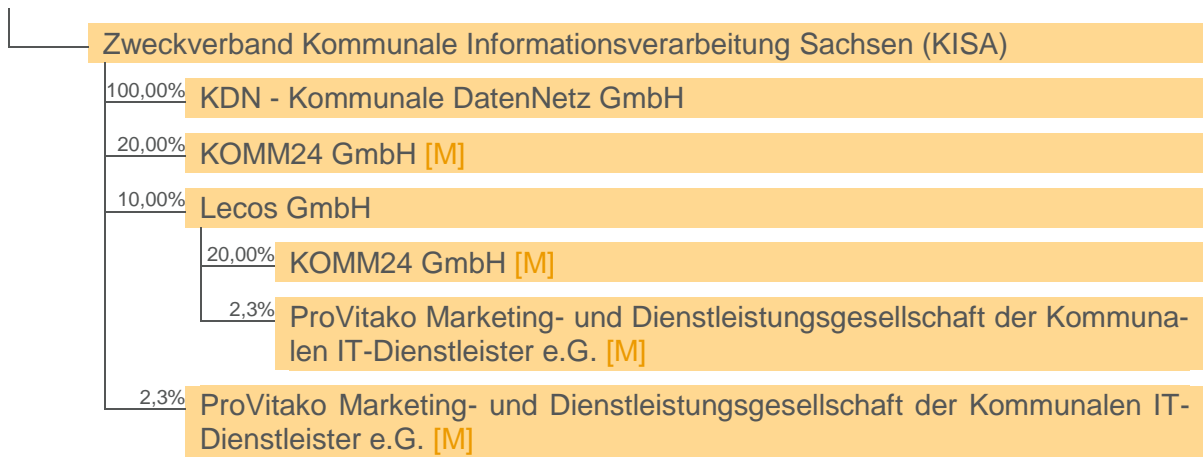 Zweckverband Kommunale Informationsverarbeitung Sachsen (KISA)
100,00% KDN - Kommunale DatenNetz GmbH
20,00% KOMM24 GmbH [M]
10,00% Lecos GmbH
20,00% KOMM24 GmbH [M]
2,3% ProVitako Marketing- und Dienstleistungsgesellschaft der Kommuna-
len IT-Dienstleister e.G. [M]
2,3% ProVitako Marketing- und Dienstleistungsgesellschaft der Kommunalen IT-
Dienstleister e.G. [M]